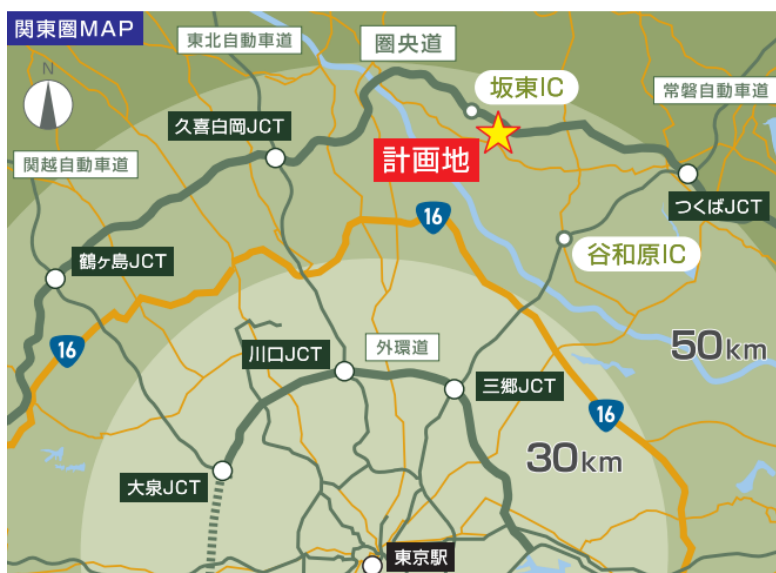 関東圏MAP
東北自動車道
圏央道
N
坂東IC
常磐自動車道
久喜白岡JCT
計画地
関越自動車道
つくばJCT
16
谷和原IC
鶴ヶ島JCT
16
川口JCT
外環道
50km
三郷JCT
16
30km
大泉JCT
東京駅